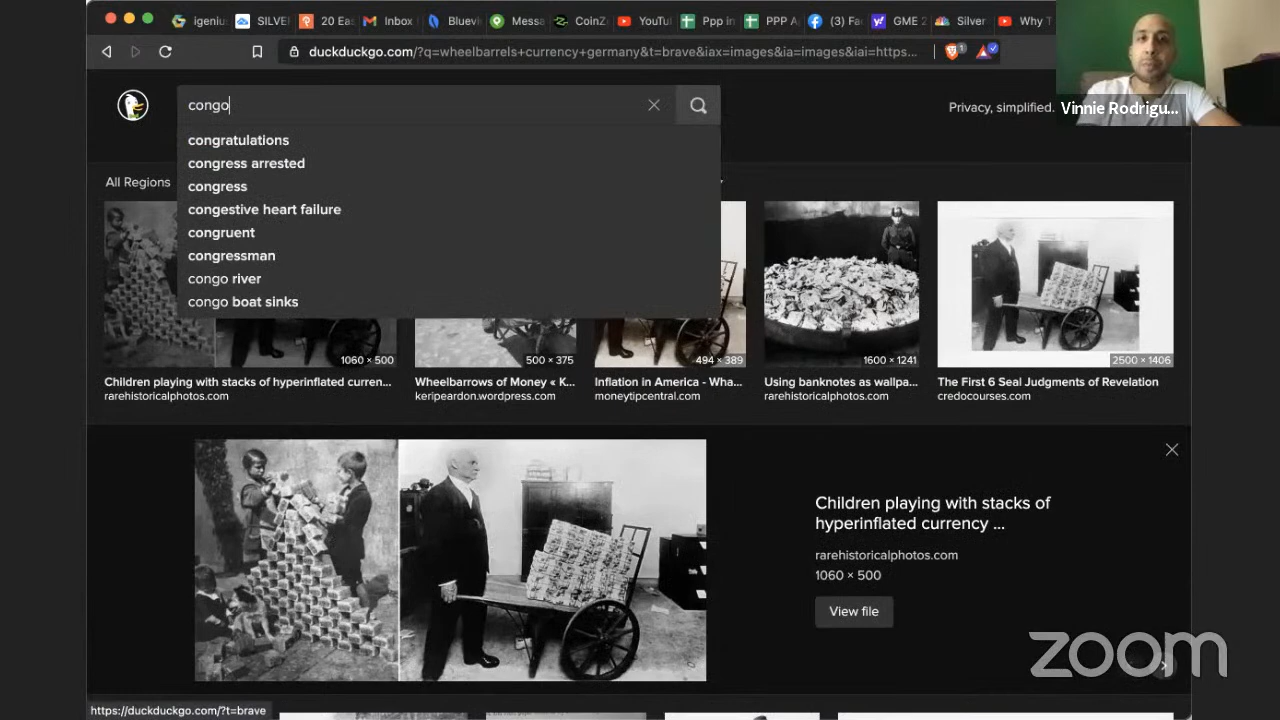 igeniu
SILVE
20 Eas
Inbox
Bluevi
Messa
CoinZ
YouTu
Ppp in
PPP A
(3) Fac
GME 2
Silver
Why T
duckduckgo.com/?q=wheelbarrels+currency+germany&t=brave&iax=images&ia=images&iai=https...
1
congo
Privacy, simplified.
Vinnie Rodrigu...
congratulations
congress arrested
congress
congestive heart failure
congruent
congressman
congo river
congo boat sinks
All Regions
1060 × 500
500 × 375
494 × 389
1600 × 1241
2500 × 1406
Children playing with stacks of hyperinflated curren...
rarehistoricalphotos.com
Wheelbarrows of Money « K...
keripeardon.wordpress.com
Inflation in America - Wha...
moneytipcentral.com
Using banknotes as wallpa...
rarehistoricalphotos.com
The First 6 Seal Judgments of Revelation
credocourses.com
Children playing with stacks of
hyperinflated currency ...
rarehistoricalphotos.com
1060 × 500
View file
zoom
https://duckduckgo.com/?t=brave